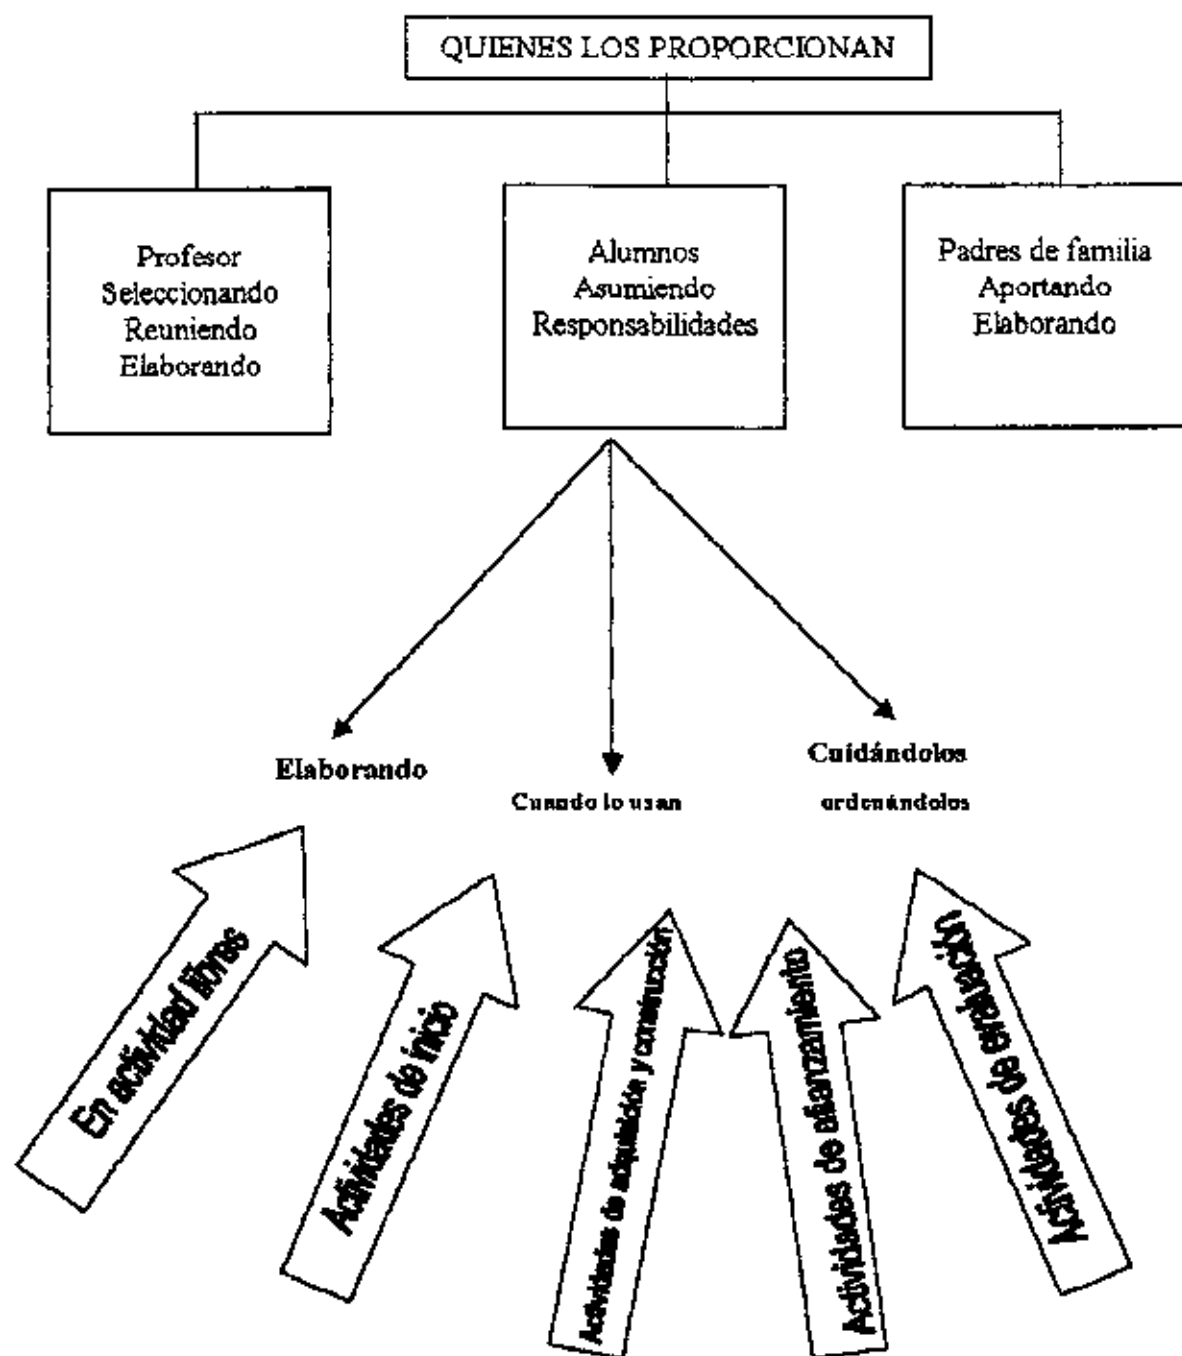 QUIENES LOS PROPORCIONAN
Profesor
Seleccionando
Reuniendo
Elaborando
Alumnos
Asumiendo
Responsabilidades
Padres de familia
Aportando
Elaborando
Elaborando
Cuando lo usan
Cuidándolos
ordenándolos
En actividad libres
Actividades de inicio
Actividades de adquisición y construcción
Actividades de afianzamiento
Actividades de evaluación